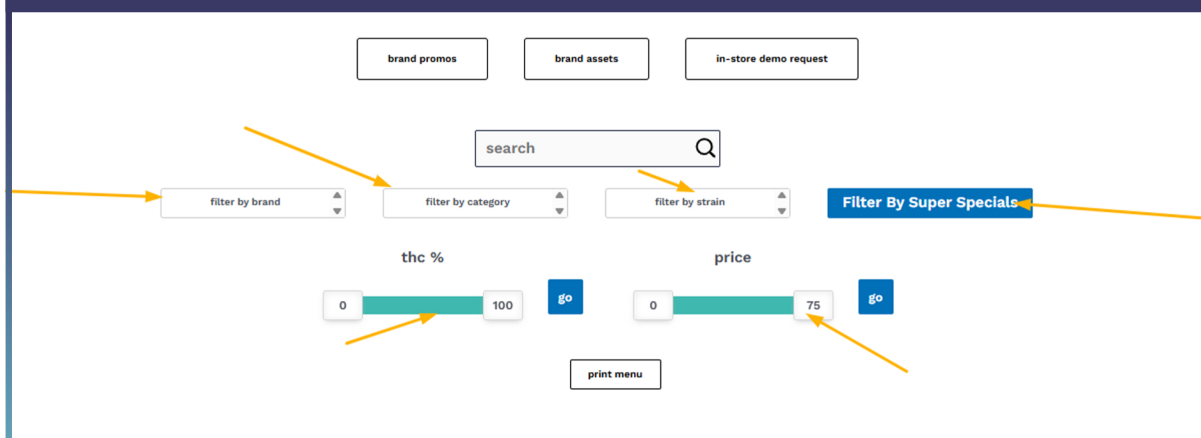 brand promos
brand assets
in-store demo request
search
filter by brand
filter by category
filter by strain
Filter By Super Specials
thc %
price
0
100
go
0
75
go
print menu